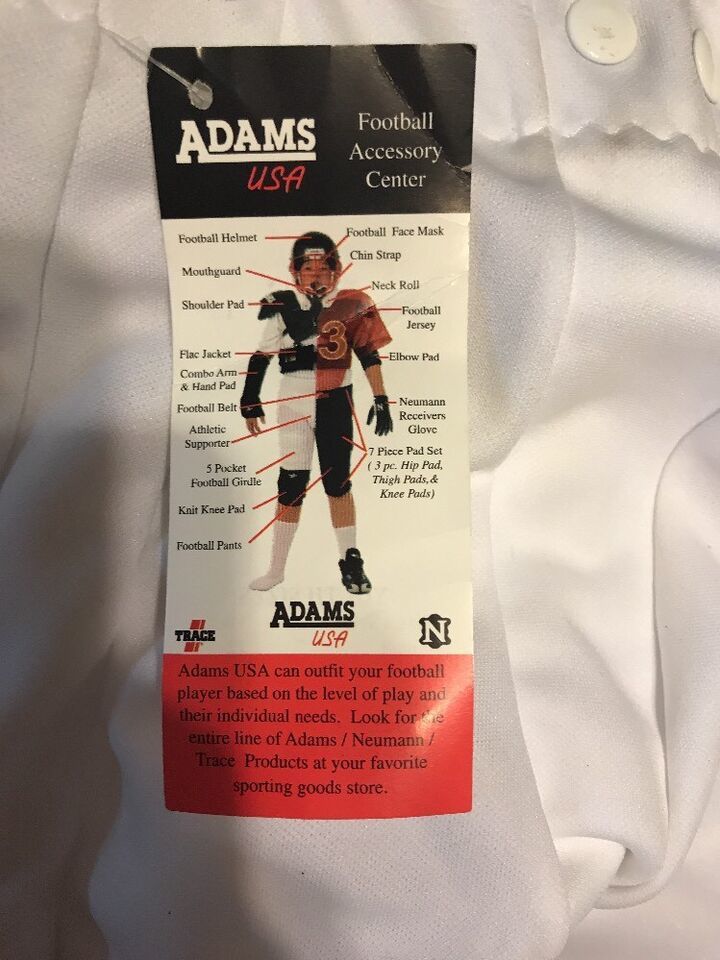 ADAMS
USA
Football
Accessory
Center
Football Helmet
Mouthguard
Shoulder Pad
Flac Jacket
Combo Arm
& Hand Pad
Football Belt
Athletic
Supporter
5 Pocket
Football Girdle
Knit Knee Pad
Football Pants
Football Face Mask
Chin Strap
Neck Roll
Football
Jersey
Elbow Pad
Neumann
Receivers
Glove
7 Piece Pad Set
( 3 pc. Hip Pad,
Thigh Pads,&
Knee Pads)
3
N
ADAMS
USA
TRACE
N
Adams USA can outfit your football
player based on the level of play and
their individual needs. Look for the
entire line of Adams / Neumann /
Trace Products at your favorite
sporting goods store.